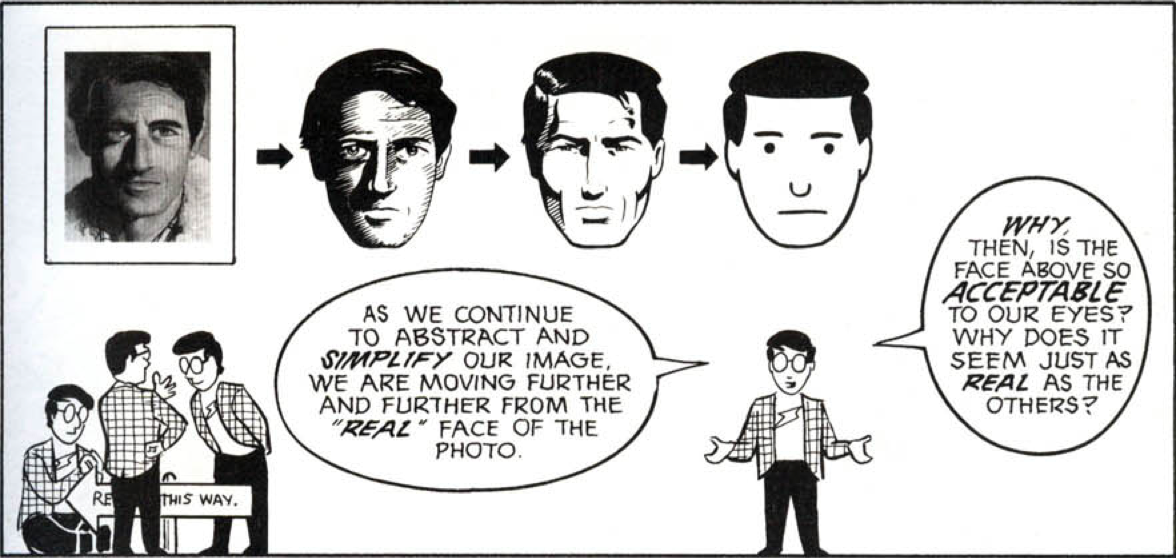 AS WE CONTINUE
TO ABSTRACT AND
SIMPLIFY OUR IMAGE,
WE ARE MOVING FURTHER
AND FURTHER FROM THE
"REAL" FACE OF THE
PHOTO.
WHY,
THEN, IS THE
FACE ABOVE SO
ACCEPTABLE
TO OUR EYES?
WHY DOES IT
SEEM JUST AS
REAL AS THE
OTHERS?
THIS WAY.